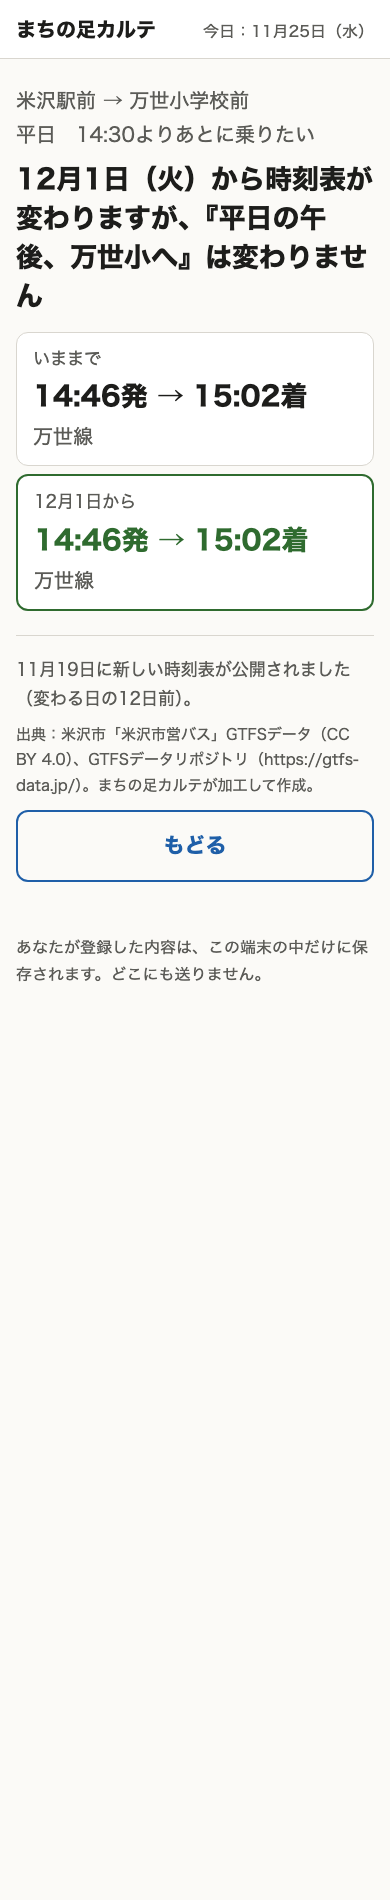 まちの足カルテ
今日：11月25日（水）
米沢駅前 → 万世小学校前
平日　14:30よりあとに乗りたい
12月1日（火）から時刻表が
変わりますが、『平日の午
後、万世小へ』は変わりませ
ん
いままで
14:46発 → 15:02着
万世線
12月1日から
14:46発 → 15:02着
万世線
11月19日に新しい時刻表が公開されました
（変わる日の12日前）。
出典：米沢市「米沢市営バス」GTFSデータ（CC
BY 4.0）、GTFSデータリポジトリ（https://gtfs-
data.jp/）。まちの足カルテが加工して作成。
もどる
あなたが登録した内容は、この端末の中だけに保
存されます。どこにも送りません。